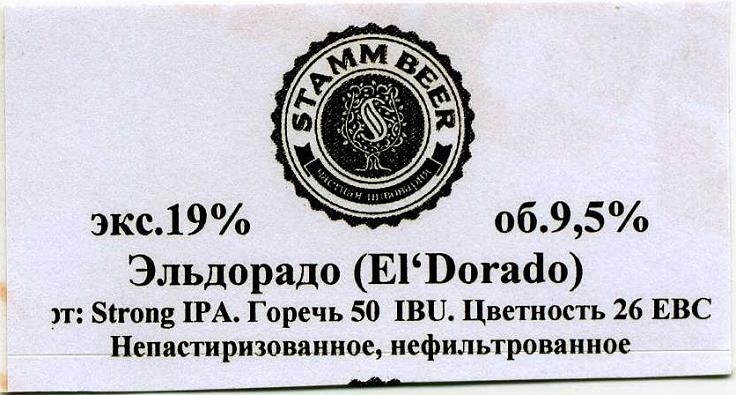 STAMM BEER
частная пивоварня
экс.19% об.9,5%
Эльдорадо (El‘Dorado)
рт: Strong IPA. Горечь 50 IBU. Цветность 26 EBC
Непастиризованное, нефильтрованное